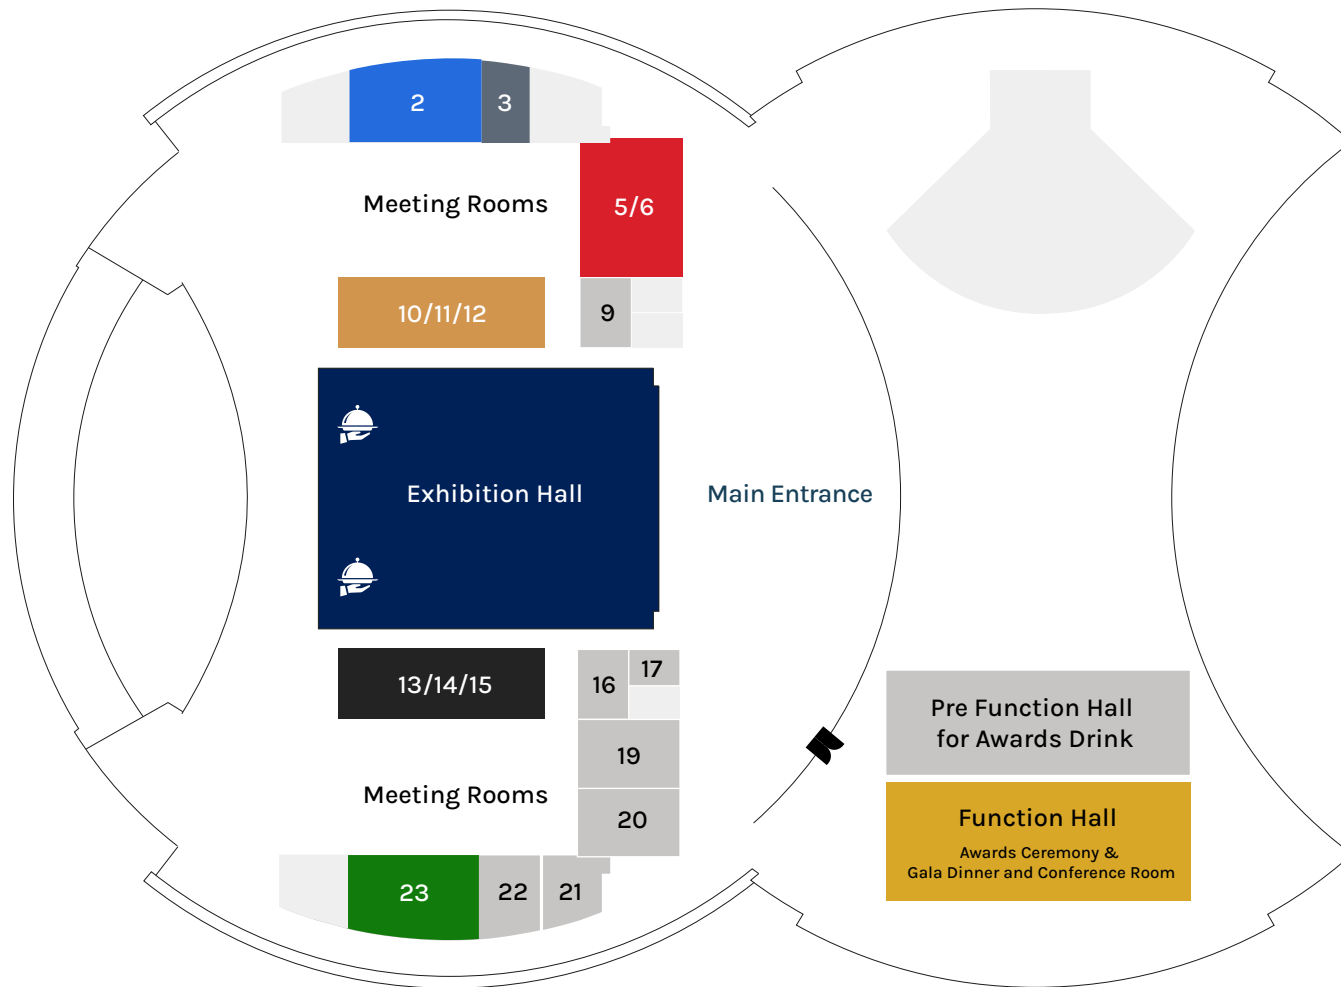 2
3
Meeting Rooms
5/6
10/11/12
9
Exhibition Hall
Main Entrance
13/14/15
16
17
19
Meeting Rooms
20
23
22
21
Pre Function Hall
for Awards Drink
Function Hall
Awards Ceremony &
Gala Dinner and Conference Room